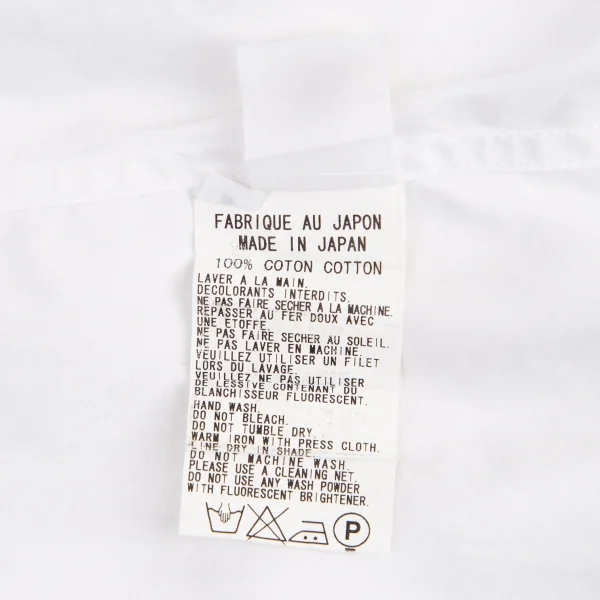 FABRIQUE AU JAPON
MADE IN JAPAN
100% COTON COTTON
LAVER A LA MAIN.
DECOLORANTS INTERDITS.
NE PAS FAIRE SECHER A LA MACHINE.
REPASSER AU FER DOUX AVEC
UNE ETOFFE.
NE PAS FAIRE SECHER AU SOLEIL.
NE PAS LAVER EN MACHINE.
VEUILLEZ UTILISER UN FILET
LORS DU LAVAGE.
VEUILLEZ NE PAS UTILISER
DE LESSIVE CONTENANT DU
BLANCHISSEUR FLUORESCENT.
HAND WASH.
DO NOT BLEACH.
DO NOT TUMBLE DRY.
WARM IRON WITH PRESS CLOTH.
LINE DRY IN SHADE.
DO NOT MACHINE WASH.
PLEASE USE A CLEANING NET.
DO NOT USE ANY WASH POWDER
WITH FLUORESCENT BRIGHTENER.
P